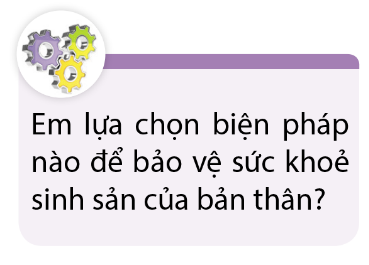 Em lựa chọn biện pháp
nào để bảo vệ sức khoẻ
sinh sản của bản thân?